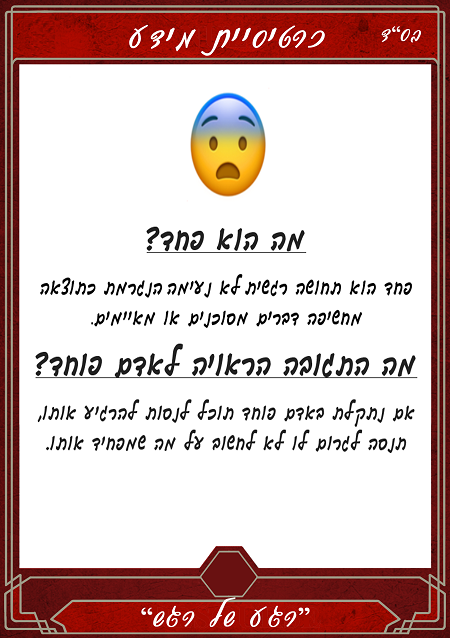 בס"ד
כרטיסיית מידע
מה הוא פחד?
פחד הוא תחושה רגשית לא נעימה הנגרמת כתוצאה
מחשיפה דברים מסוכנים או מאיימים.
מה התגובה הראויה לאדם פוחד?
אם נתקלת באדם פוחד תוכל לנסות להרגיע אותו,
תנסה לגרום לו לא לחשוב על מה שמפחיד אותו.
"רגע של רגש"